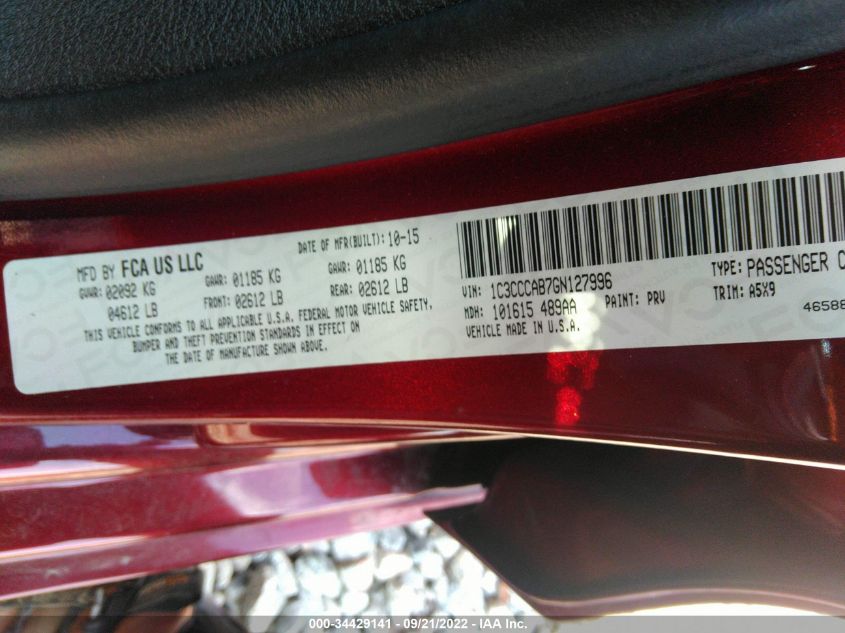 MFD BY FCA US LLC
DATE OF MFR(BUILT): 10-15
GVWR: 02092 KG
04612 LB
GAWR: 01185 KG
FRONT: 02612 LB
GAWR: 01185 KG
REAR: 02612 LB
THIS VEHICLE CONFORMS TO ALL APPLICABLE U.S.A. FEDERAL MOTOR VEHICLE SAFETY,
BUMPER AND THEFT PREVENTION STANDARDS IN EFFECT ON
THE DATE OF MANUFACTURE SHOWN ABOVE.
VIN: 1C3CCCAB7GN127996
TYPE: PASSENGER C
MDH: 101615 489AA
PAINT: PRV
TRIM: A5X9
VEHICLE MADE IN U.S.A.
4658
000-34429141 - 09/21/2022 - IAA Inc.